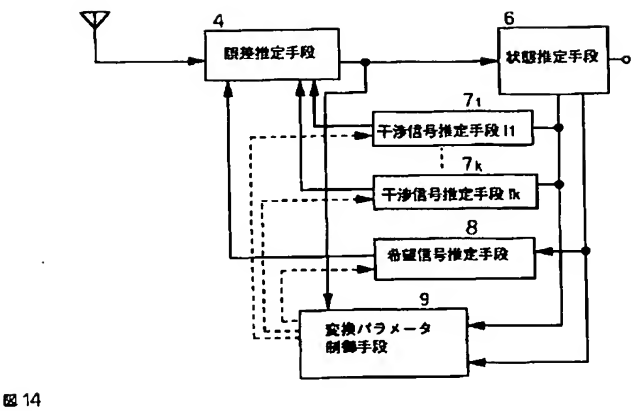 4
誤差推定手段
6
状態推定手段
71
干渉信号推定手段 I1
7k
干渉信号推定手段 Ik
8
希望信号推定手段
9
変換パラメータ
制御手段
図 14